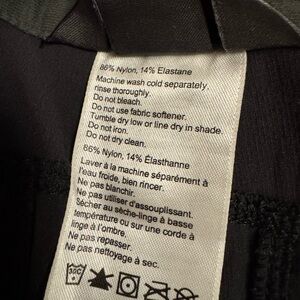 86% Nylon, 14% Elastane
Machine wash cold separately,
rinse thoroughly.
Do not bleach.
Do not use fabric softener.
Tumble dry low or line dry in shade.
Do not iron.
Do not dry clean.
86% Nylon, 14% Élasthanne
Laver à la machine séparément à
l'eau froide, bien rincer.
Ne pas blanchir.
Ne pas utiliser d'assouplissant.
Sécher au sèche-linge à basse
température ou sur une corde à
linge à l'ombre.
Ne pas repasser.
Ne pas nettoyage à sec.
30C